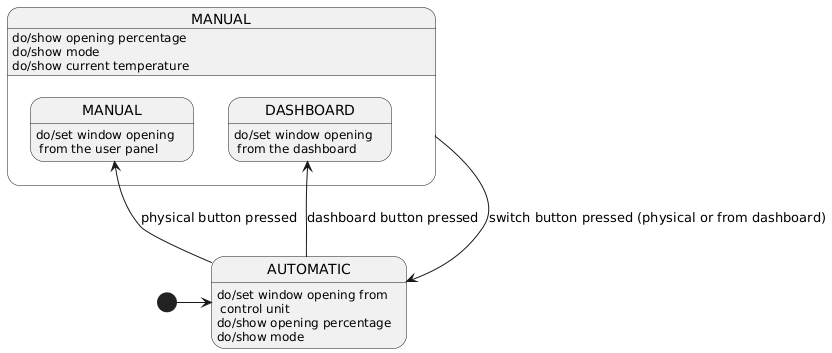 MANUAL
do/show opening percentage
do/show mode
do/show current temperature
MANUAL
do/set window opening
from the user panel
DASHBOARD
do/set window opening
from the dashboard
physical button pressed
dashboard button pressed
switch button pressed (physical or from dashboard)
AUTOMATIC
do/set window opening from
control unit
do/show opening percentage
do/show mode